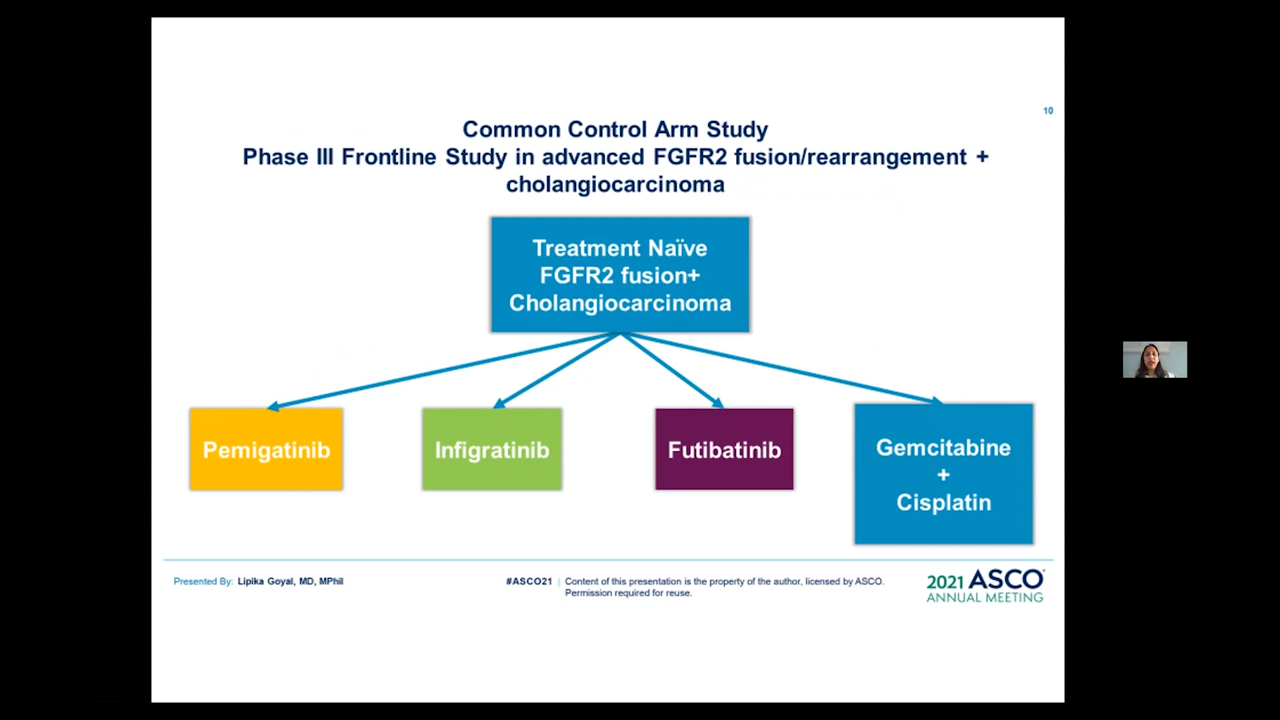 10
Common Control Arm Study
Phase III Frontline Study in advanced FGFR2 fusion/rearrangement +
cholangiocarcinoma
Treatment Naïve
FGFR2 fusion+
Cholangiocarcinoma
Pemigatinib
Infigratinib
Futibatinib
Gemcitabine
+
Cisplatin
Presented By: Lipika Goyal, MD, MPhil
#ASCO21 | Content of this presentation is the property of the author, licensed by ASCO.
Permission required for reuse.
2021 ASCO
ANNUAL MEETING